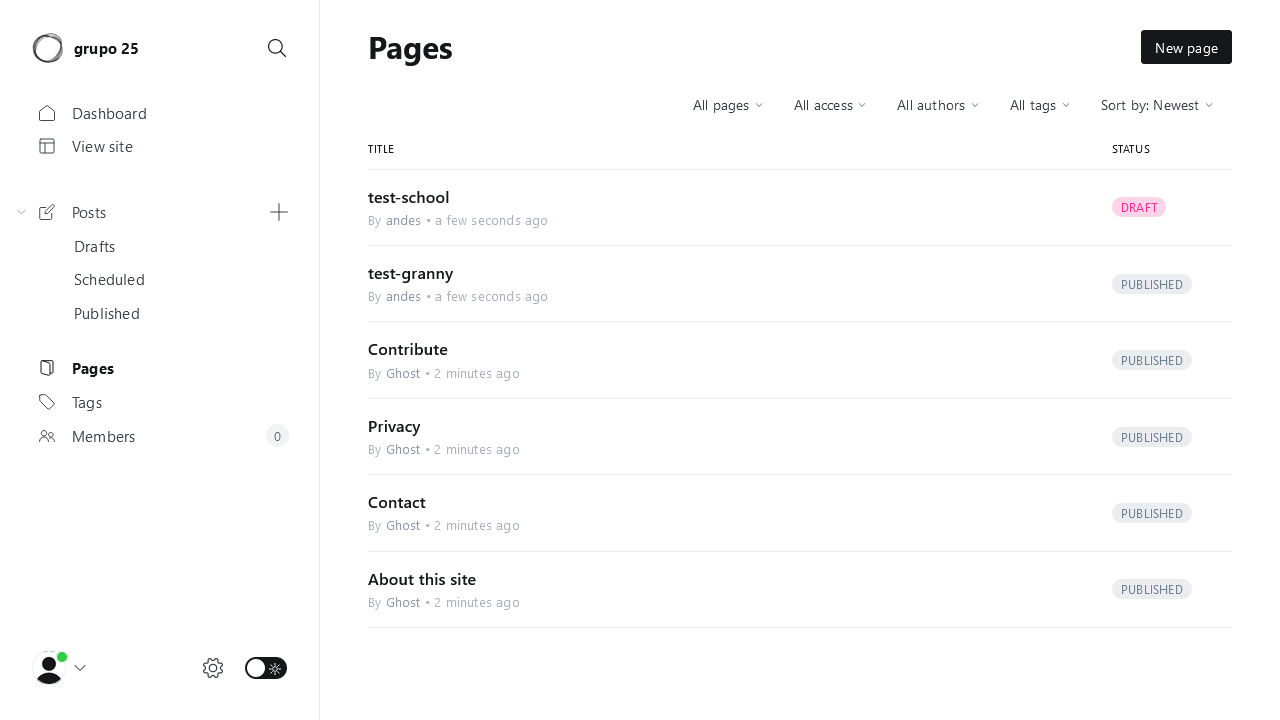 grupo 25
Dashboard
View site
Posts
Drafts
Scheduled
Published
Pages
Tags
Members 0
Pages
New page
All pages All access All authors All tags Sort by: Newest
TITLE STATUS
test-school
By andes • a few seconds ago
DRAFT
test-granny
By andes • a few seconds ago
PUBLISHED
Contribute
By Ghost • 2 minutes ago
PUBLISHED
Privacy
By Ghost • 2 minutes ago
PUBLISHED
Contact
By Ghost • 2 minutes ago
PUBLISHED
About this site
By Ghost • 2 minutes ago
PUBLISHED